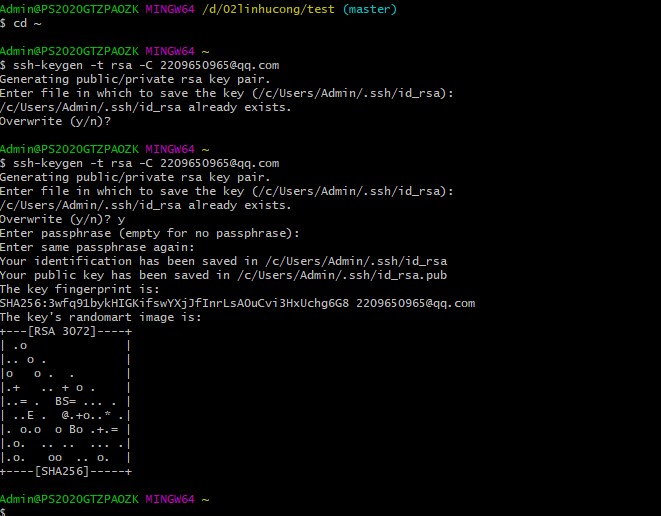 Admin@PS2020GTZPAOZK MINGW64 /d/02linhucong/test (master)
$ cd ~
Admin@PS2020GTZPAOZK MINGW64 ~
$ ssh-keygen -t rsa -C 2209650965@qq.com
Generating public/private rsa key pair.
Enter file in which to save the key (/c/Users/Admin/.ssh/id_rsa):
/c/Users/Admin/.ssh/id_rsa already exists.
Overwrite (y/n)?
Admin@PS2020GTZPAOZK MINGW64 ~
$ ssh-keygen -t rsa -C 2209650965@qq.com
Generating public/private rsa key pair.
Enter file in which to save the key (/c/Users/Admin/.ssh/id_rsa):
/c/Users/Admin/.ssh/id_rsa already exists.
Overwrite (y/n)? y
Enter passphrase (empty for no passphrase):
Enter same passphrase again:
Your identification has been saved in /c/Users/Admin/.ssh/id_rsa
Your public key has been saved in /c/Users/Admin/.ssh/id_rsa.pub
The key fingerprint is:
SHA256:3wfq91bykHIGKifswYXjJfInrLsAOuCvi3HxUchg6G8 2209650965@qq.com
The key's randomart image is:
+---[RSA 3072]----+
| .o              |
|.. o .           |
|o   o .  .       |
|.+   .. + o .    |
|..= .  BS= ... . |
| ..E .  @.+o..* .|
|. o.o  o Bo .+.= |
|.o.  .. ..  ... .|
|.o.   oo  .. o.  |
+----[SHA256]-----+
Admin@PS2020GTZPAOZK MINGW64 ~
$